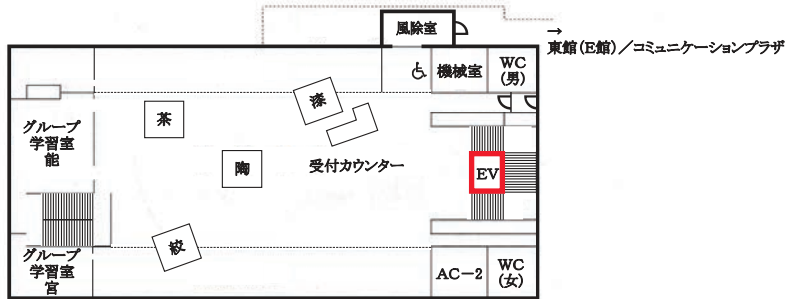 風除室
→
東館(E館)／コミュニケーションプラザ
機械室
WC
(男)
漆
茶
グループ
学習室
能
陶
受付カウンター
EV
絞
グループ
学習室
宮
AC－2
WC
(女)